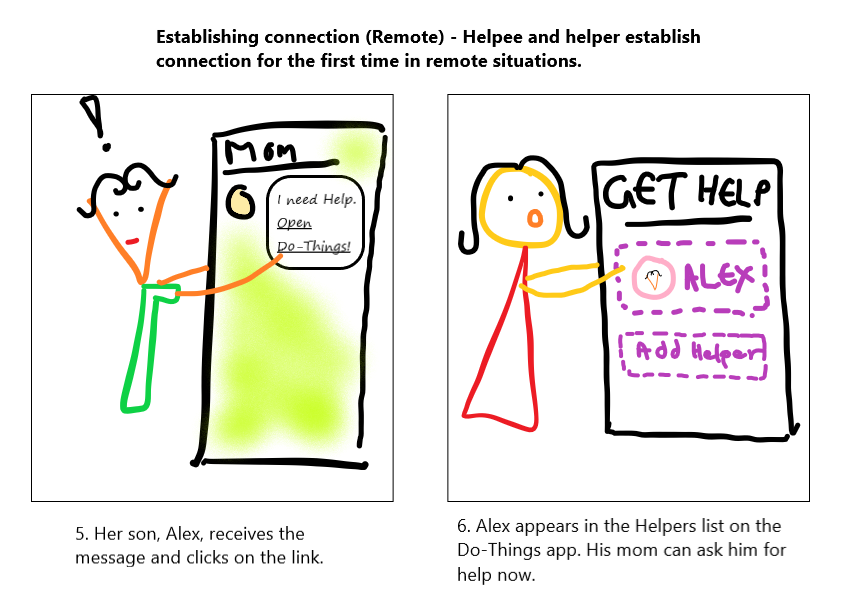 Establishing connection (Remote) - Helpee and helper establish
connection for the first time in remote situations.
Mom
I need Help.
Open
Do-Things!
GET HELP
ALEX
Add Helper
5. Her son, Alex, receives the
message and clicks on the link.
6. Alex appears in the Helpers list on the
Do-Things app. His mom can ask him for
help now.